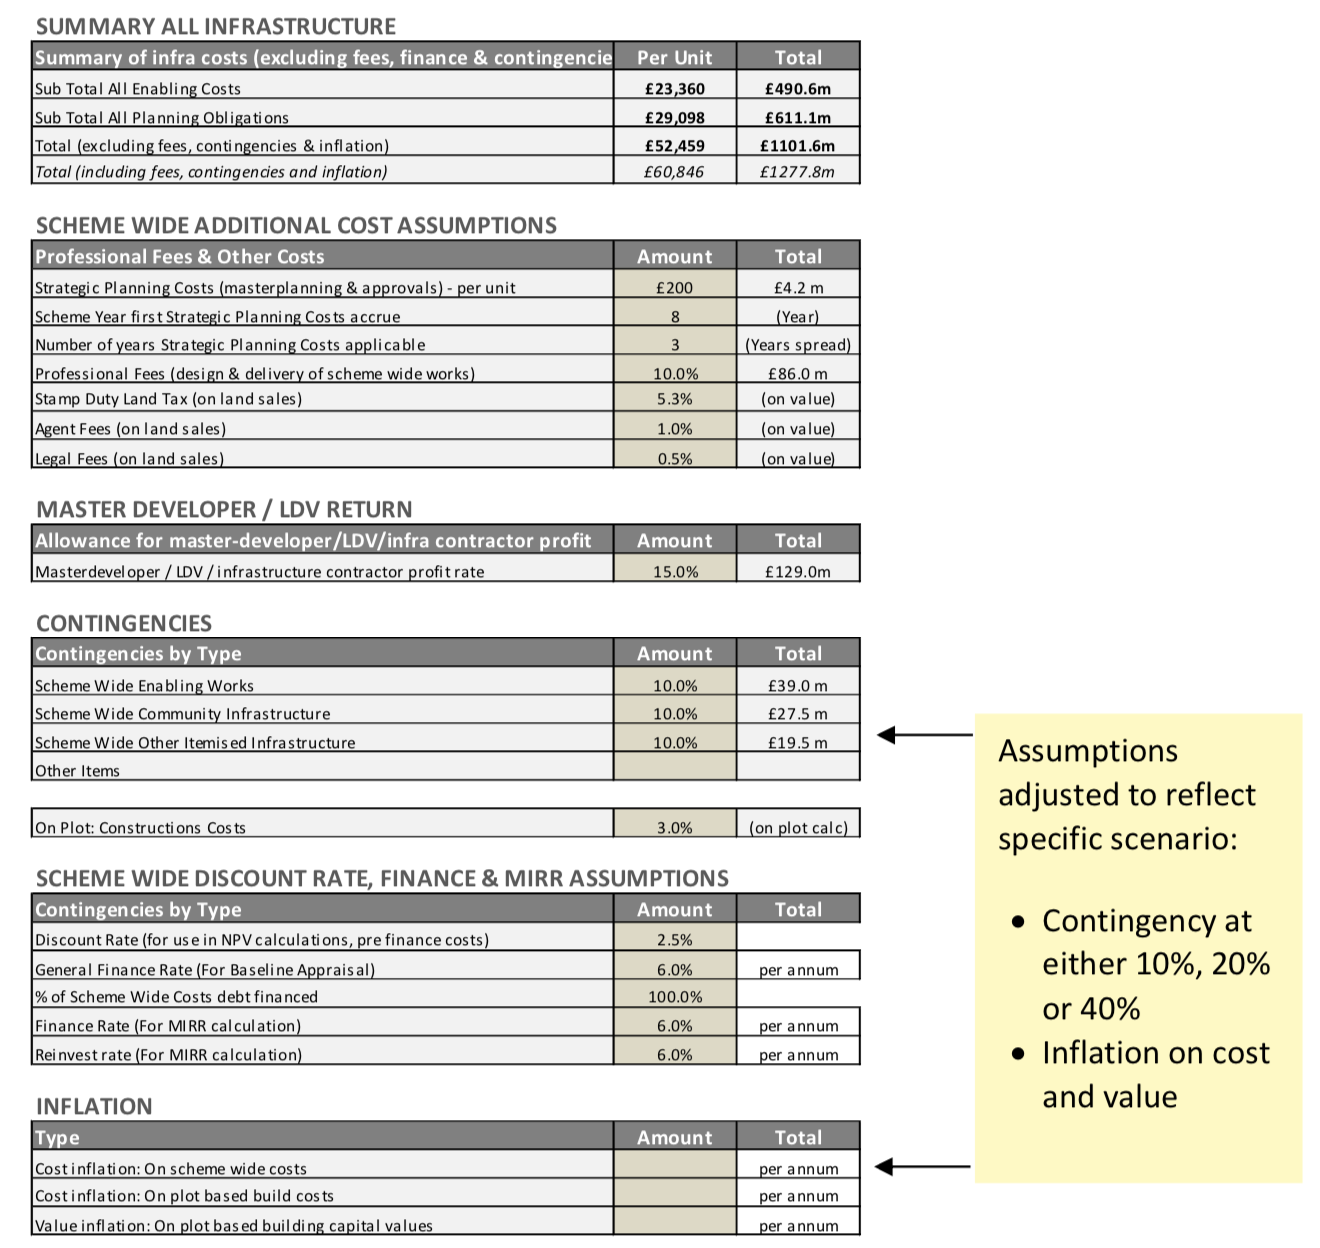 SUMMARY ALL INFRASTRUCTURE
Summary of infra costs (excluding fees, finance & contingencie Per Unit Total
Sub Total All Enabling Costs £23,360 £490.6m
Sub Total All Planning Obligations £29,098 £611.1m
Total (excluding fees, contingencies & inflation) £52,459 £1101.6m
Total (including fees, contingencies and inflation) £60,846 £1277.8m
SCHEME WIDE ADDITIONAL COST ASSUMPTIONS
Professional Fees & Other Costs Amount Total
Strategic Planning Costs (masterplanning & approvals) - per unit £200 £4.2 m
Scheme Year first Strategic Planning Costs accrue 8 (Year)
Number of years Strategic Planning Costs applicable 3 (Years spread)
Professional Fees (design & delivery of scheme wide works) 10.0% £86.0 m
Stamp Duty Land Tax (on land sales) 5.3% (on value)
Agent Fees (on land sales) 1.0% (on value)
Legal Fees (on land sales) 0.5% (on value)
MASTER DEVELOPER / LDV RETURN
Allowance for master-developer/LDV/infra contractor profit Amount Total
Masterdeveloper / LDV / infrastructure contractor profit rate 15.0% £129.0m
CONTINGENCIES
Contingencies by Type Amount Total
Scheme Wide Enabling Works 10.0% £39.0 m
Scheme Wide Community Infrastructure 10.0% £27.5 m
Scheme Wide Other Itemised Infrastructure 10.0% £19.5 m
Other Items
On Plot: Constructions Costs 3.0% (on plot calc)
SCHEME WIDE DISCOUNT RATE, FINANCE & MIRR ASSUMPTIONS
Contingencies by Type Amount Total
Discount Rate (for use in NPV calculations, pre finance costs) 2.5%
General Finance Rate (For Baseline Appraisal) 6.0% per annum
% of Scheme Wide Costs debt financed 100.0%
Finance Rate (For MIRR calculation) 6.0% per annum
Reinvest rate (For MIRR calculation) 6.0% per annum
INFLATION
Type Amount Total
Cost inflation: On scheme wide costs per annum
Cost inflation: On plot based build costs per annum
Value inflation: On plot based building capital values per annum
Assumptions
adjusted to reflect
specific scenario:
• Contingency at
either 10%, 20%
or 40%
• Inflation on cost
and value